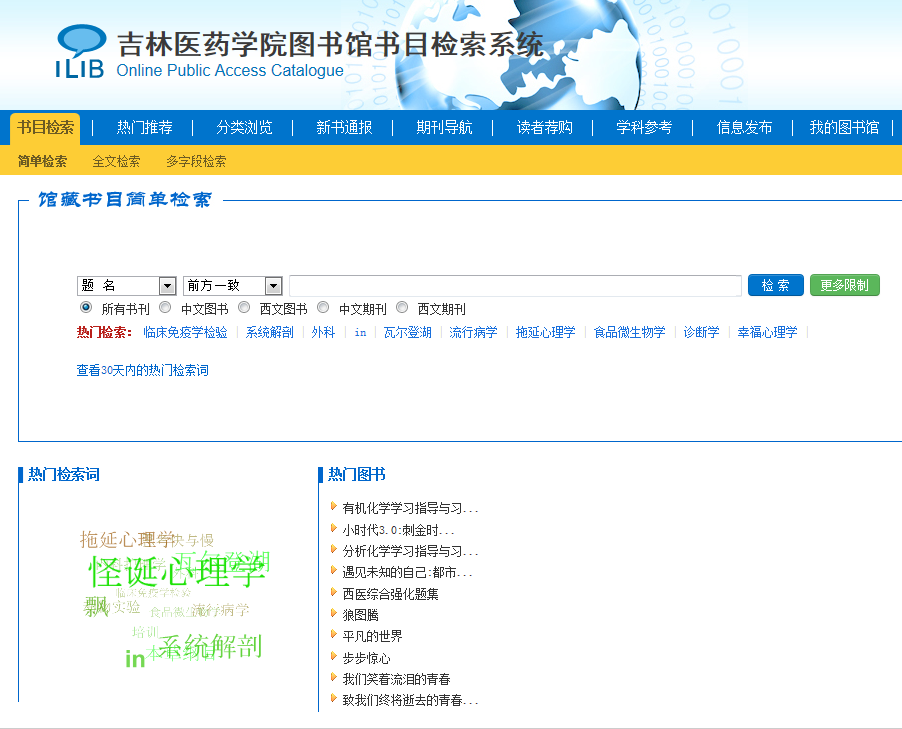 吉林医药学院图书馆书目检索系统
ILIB Online Public Access Catalogue
书目检索 热门推荐 分类浏览 新书通报 期刊导航 读者荐购 学科参考 信息发布 我的图书馆
简单检索 全文检索 多字段检索
馆藏书目简单检索
题 名 前方一致 检 索 更多限制
所有书刊 中文图书 西文图书 中文期刊 西文期刊
热门检索： 临床免疫学检验 系统解剖 外科 in 瓦尔登湖 流行病学 拖延心理学 食品微生物学 诊断学 幸福心理学
查看30天内的热门检索词
热门检索词
拖延心理学 快与慢
瓦尔登湖
怪诞心理学
临床免疫学检验
飘 实验 食品微生物学 流行病学
培训
系统解剖
in 本草纲目
热门图书
有机化学学习指导与习...
小时代3.0:刺金时...
分析化学学习指导与习...
遇见未知的自己:都市...
西医综合强化题集
狼图腾
平凡的世界
步步惊心
我们笑着流泪的青春
致我们终将逝去的青春...